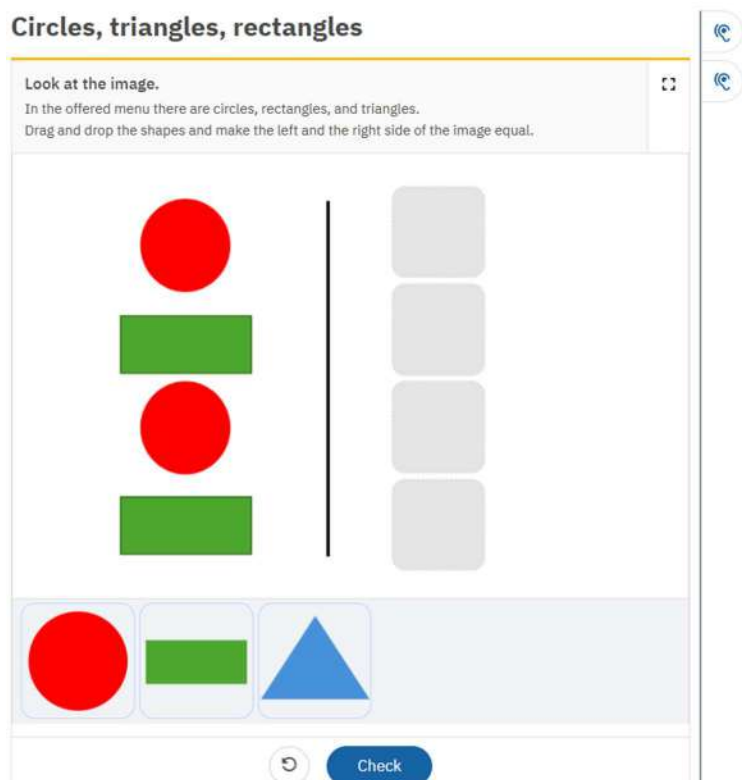 Circles, triangles, rectangles
Look at the image.
In the offered menu there are circles, rectangles, and triangles.
Drag and drop the shapes and make the left and the right side of the image equal.
Check